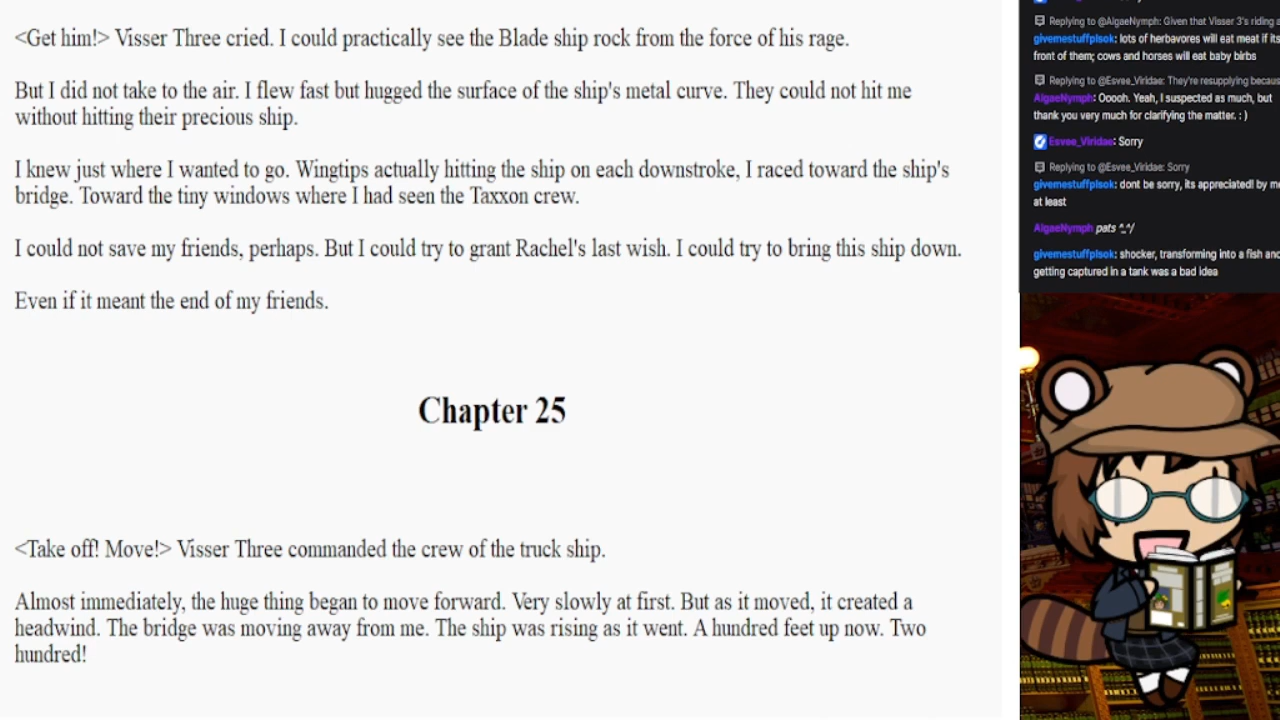 <Get him!> Visser Three cried. I could practically see the Blade ship rock from the force of his rage.
But I did not take to the air. I flew fast but hugged the surface of the ship's metal curve. They could not hit me
without hitting their precious ship.
I knew just where I wanted to go. Wingtips actually hitting the ship on each downstroke, I raced toward the ship's
bridge. Toward the tiny windows where I had seen the Taxxon crew.
I could not save my friends, perhaps. But I could try to grant Rachel's last wish. I could try to bring this ship down.
Even if it meant the end of my friends.
Chapter 25
<Take off! Move!> Visser Three commanded the crew of the truck ship.
Almost immediately, the huge thing began to move forward. Very slowly at first. But as it moved, it created a
headwind. The bridge was moving away from me. The ship was rising as it went. A hundred feet up now. Two
hundred!
Replying to @AlgaeNymph: Given that Visser 3's riding
givemestuffplsok: lots of herbavores will eat meat if its
front of them; cows and horses will eat baby birbs
Replying to @Esvee_Viridae: They're resupplying
AlgaeNymph: Ooooh. Yeah, I suspected as much, but
thank you very much for clarifying the matter. : )
Esvee_Viridae: Sorry
Replying to @Esvee_Viridae: Sorry
givemestuffplsok: dont be sorry, its appreciated! by
at least
AlgaeNymph pats ^_^/
givemestuffplsok: shocker, transforming into a fish and
getting captured in a tank was a bad idea